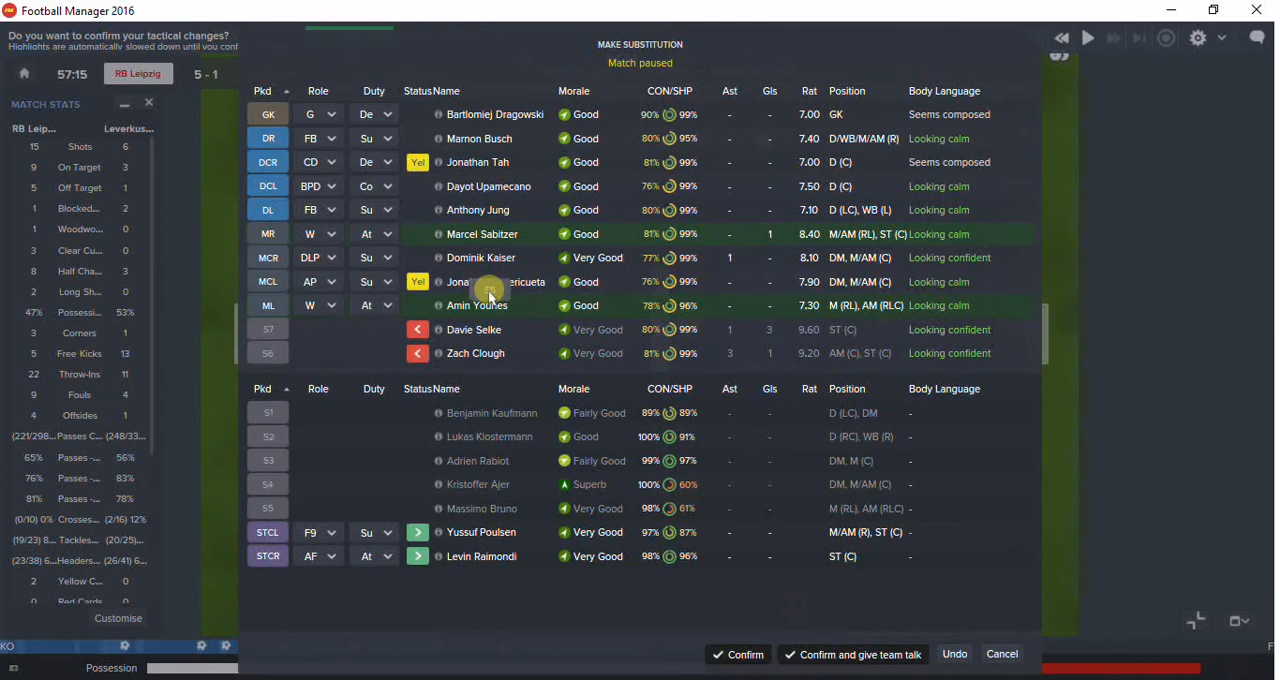 Football Manager 2016
Do you want to confirm your tactical changes?
Highlights are automatically slowed down until you conf
57:15 RB Leipzig 5 - 1
MAKE SUBSTITUTION
Match paused
MATCH STATS
RB Leip... Leverkus...
15 Shots 6
9 On Target 3
5 Off Target 1
1 Blocked... 2
1 Woodwo... 0
3 Clear Cu... 0
8 Half Cha... 3
2 Long Sh... 0
47% Possessi... 53%
3 Corners 1
5 Free Kicks 13
22 Throw-Ins 11
9 Fouls 4
4 Offsides 1
(221/298... Passes C... (248/33...
65% Passes -... 56%
76% Passes -... 83%
81% Passes -... 78%
(0/10) 0% Crosses... (2/16) 12%
(19/23) 8... Tackles... (20/25)...
(23/38) 6...Headers... (26/41) 6...
2 Yellow C... 0
0 Red Cards 0
Customise
Pkd Role Duty Status Name Morale CON/SHP Ast Gls Rat Position Body Language
GK G De Bartlomiej Dragowski Good 90% 99% - - 7.00 GK Seems composed
DR FB Su Marnon Busch Good 80% 95% - - 7.40 D/WB/M/AM (R) Looking calm
DCR CD De Yel Jonathan Tah Good 81% 99% - - 7.00 D (C) Seems composed
DCL BPD Co Dayot Upamecano Good 76% 99% - - 7.50 D (C) Looking calm
DL FB Su Anthony Jung Good 80% 99% - - 7.10 D (LC), WB (L) Looking calm
MR W At Marcel Sabitzer Good 81% 99% - 1 8.40 M/AM (RL), ST (C) Looking calm
MCR DLP Su Dominik Kaiser Very Good 77% 99% 1 - 8.10 DM, M/AM (C) Looking confident
MCL AP Su Yel Jona ericueta Good 76% 99% - - 7.90 DM, M/AM (C) Looking calm
ML W At Amin Younes Good 78% 96% - - 7.30 M (RL), AM (RLC) Looking calm
S7 Davie Selke Very Good 80% 99% 1 3 9.60 ST (C) Looking confident
S6 Zach Clough Very Good 81% 99% 3 1 9.20 AM (C), ST (C) Looking confident
Pkd Role Duty Status Name Morale CON/SHP Ast Gls Rat Position Body Language
S1 Benjamin Kaufmann Fairly Good 89% 89% - - D (LC), DM -
S2 Lukas Klostermann Good 100% 91% - - D (RC), WB (R) -
S3 Adrien Rabiot Fairly Good 99% 97% - - DM, M (C) -
S4 Kristoffer Ajer Superb 100% 60% - - DM, M/AM (C) -
S5 Massimo Bruno Very Good 98% 61% - - M (RL), AM (RLC) -
STCL F9 Su Yussuf Poulsen Very Good 97% 87% - - M/AM (R), ST (C) -
STCR AF At Levin Raimondi Very Good 98% 96% - - ST (C) -
Confirm Confirm and give team talk Undo Cancel
KO
Possession